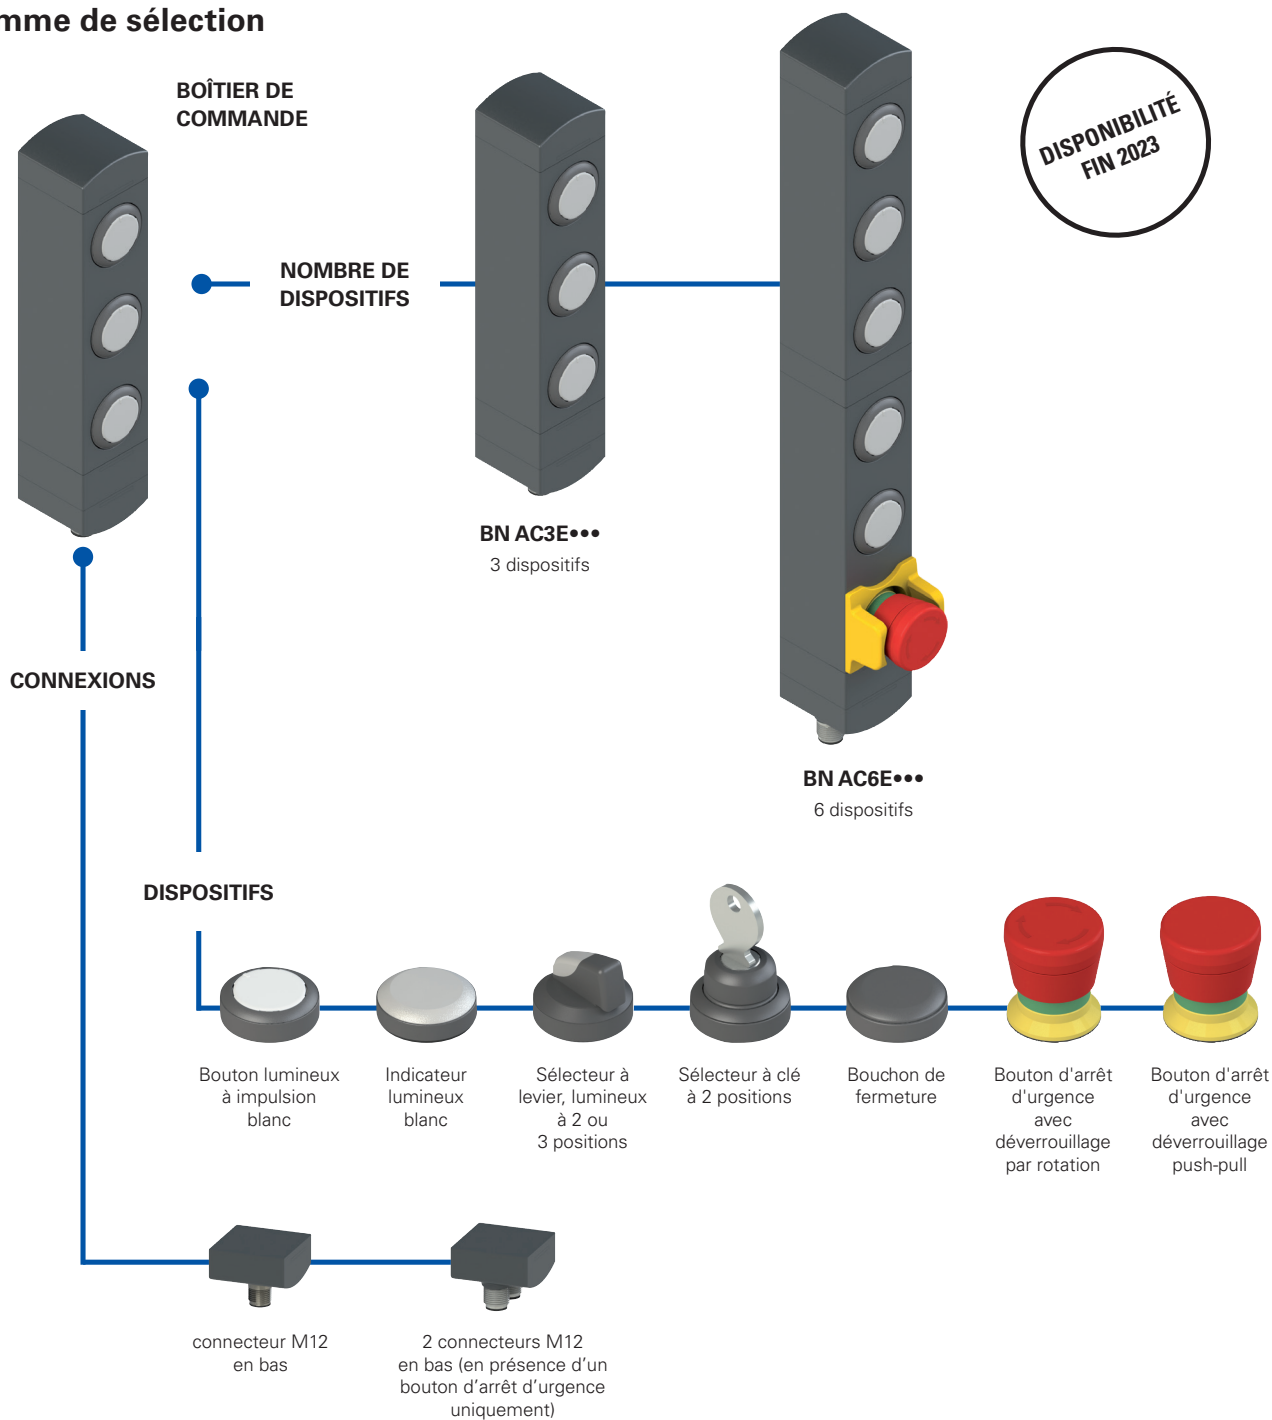 mme de sélection
BOÎTIER DE
COMMANDE
DISPONIBILITÉ
FIN 2023
NOMBRE DE
DISPOSITIFS
BN AC3E•••
3 dispositifs
CONNEXIONS
BN AC6E•••
6 dispositifs
DISPOSITIFS
Bouton lumineux
à impulsion
blanc
Indicateur
lumineux
blanc
Sélecteur à
levier, lumineux
à 2 ou
3 positions
Sélecteur à clé
à 2 positions
Bouchon de
fermeture
Bouton d'arrêt
d'urgence
avec
déverrouillage
par rotation
Bouton d'arrêt
d'urgence
avec
déverrouillage
push-pull
connecteur M12
en bas
2 connecteurs M12
en bas (en présence d’un
bouton d’arrêt d’urgence
uniquement)